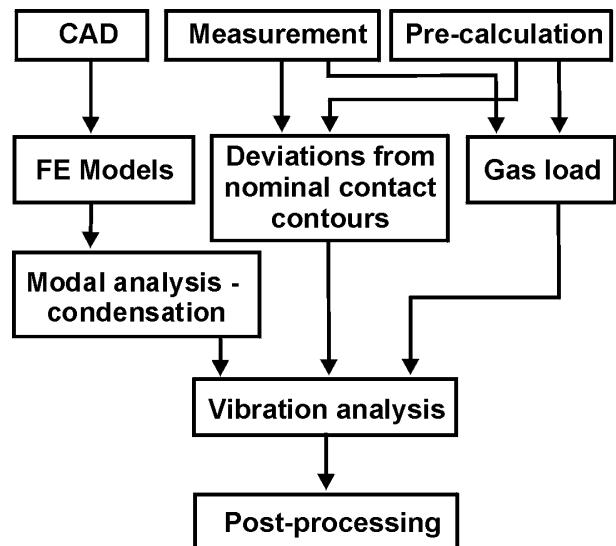 CAD
Measurement
Pre-calculation
FE Models
Deviations from
nominal contact
contours
Gas load
Modal analysis -
condensation
Vibration analysis
Post-processing